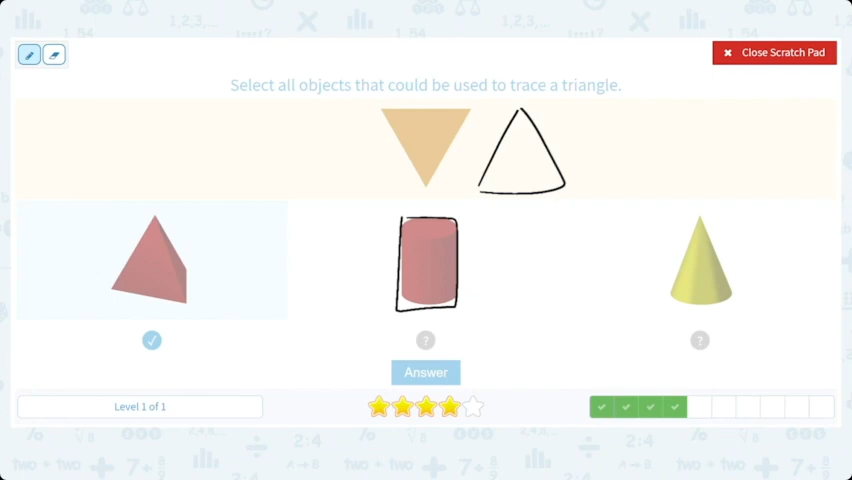 Close Scratch Pad
Select all objects that could be used to trace a triangle.
Answer
Level 1 of 1